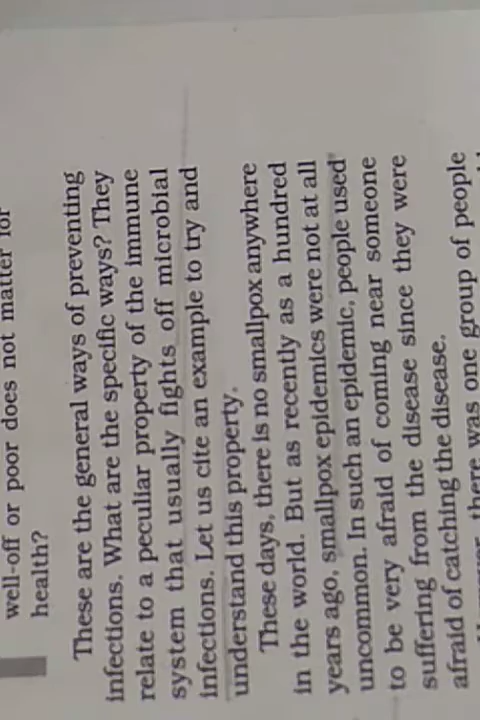 well-off or poor does not matter for
health?
These are the general ways of preventing
infections. What are the specific ways? They
relate to a peculiar property of the immune
system that usually fights off microbial
infections. Let us cite an example to try and
understand this property.
These days, there is no smallpox anywhere
in the world. But as recently as a hundred
years ago, smallpox epidemics were not at all
uncommon. In such an epidemic, people used
to be very afraid of coming near someone
suffering from the disease since they were
afraid of catching the disease.
there was one group of people